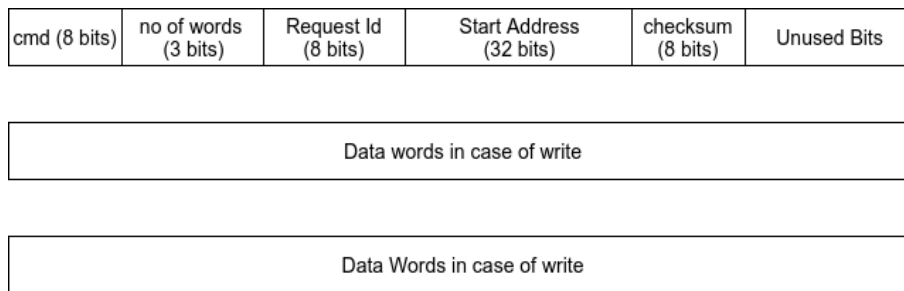 cmd (8 bits)
no of words
(3 bits)
Request Id
(8 bits)
Start Address
(32 bits)
checksum
(8 bits)
Unused Bits
Data words in case of write
Data Words in case of write